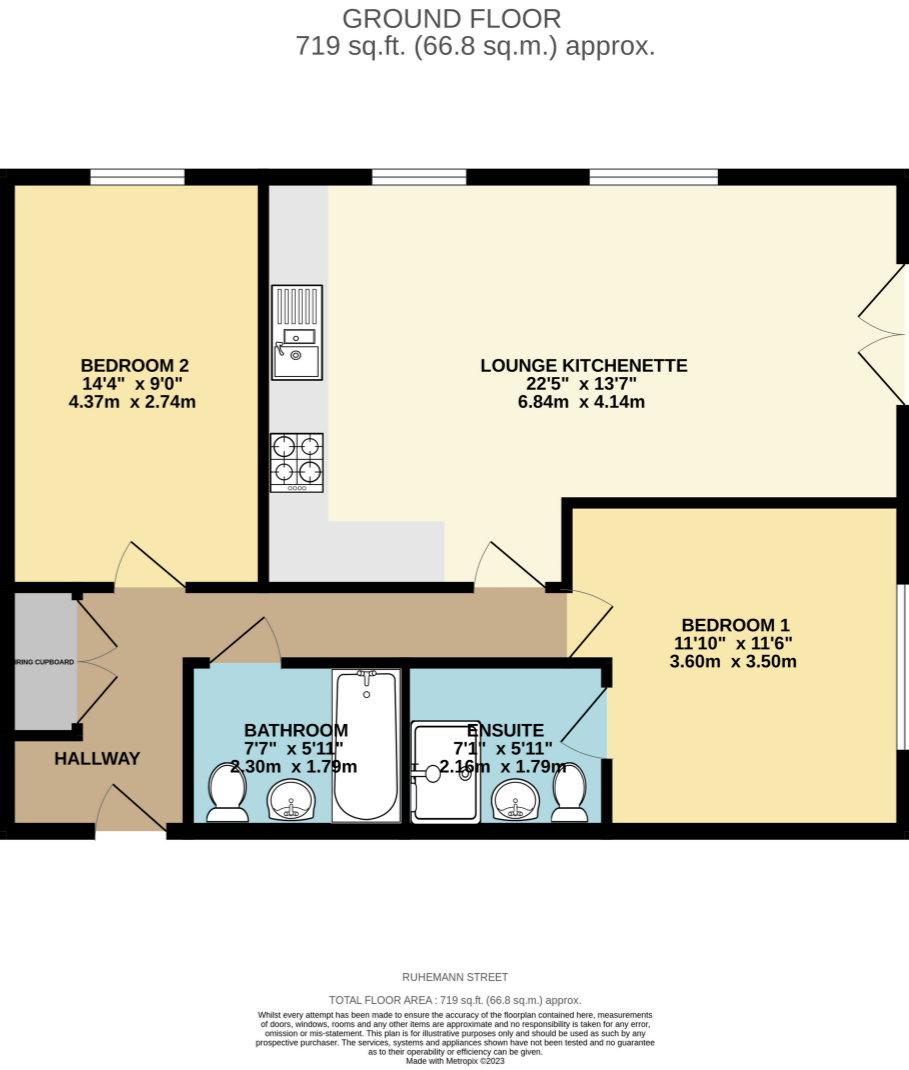 GROUND FLOOR
719 sq.ft. (66.8 sq.m.) approx.
BEDROOM 2
14'4" x 9'0"
4.37m x 2.74m
LOUNGE KITCHENETTE
22'5" x 13'7"
6.84m x 4.14m
BEDROOM 1
11'10" x 11'6"
3.60m x 3.50m
IRING CUPBOARD
BATHROOM
7'7" x 5'11"
2.30m x 1.79m
ENSUITE
7'1" x 5'11"
2.16m x 1.79m
HALLWAY
RUHEMANN STREET
TOTAL FLOOR AREA : 719 sq.ft. (66.8 sq.m.) approx.
Whilst every attempt has been made to ensure the accuracy of the floorplan contained here, measurements
of doors, windows, rooms and any other items are approximate and no responsibility is taken for any error,
omission or mis-statement. This plan is for illustrative purposes only and should be used as such by any
prospective purchaser. The services, systems and appliances shown have not been tested and no guarantee
as to their operability or efficiency can be given.
Made with Metropix ©2023